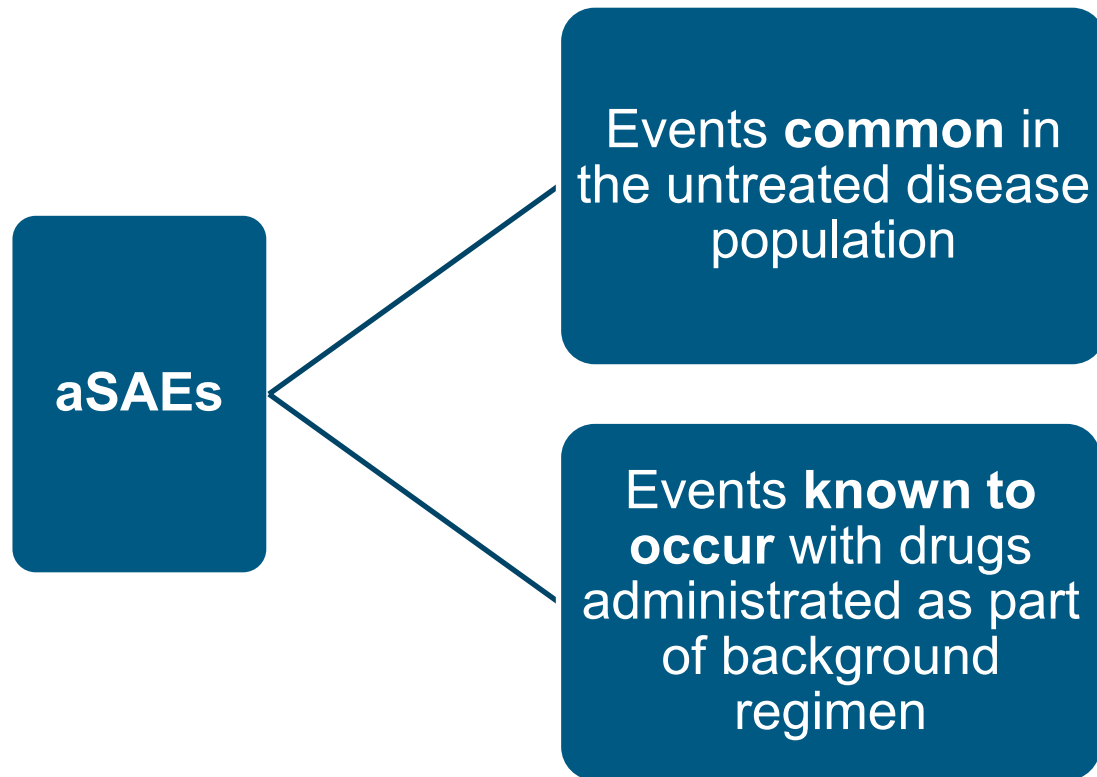 aSAEs
Events common in
the untreated disease
population
Events known to
occur with drugs
administrated as part
of background
regimen